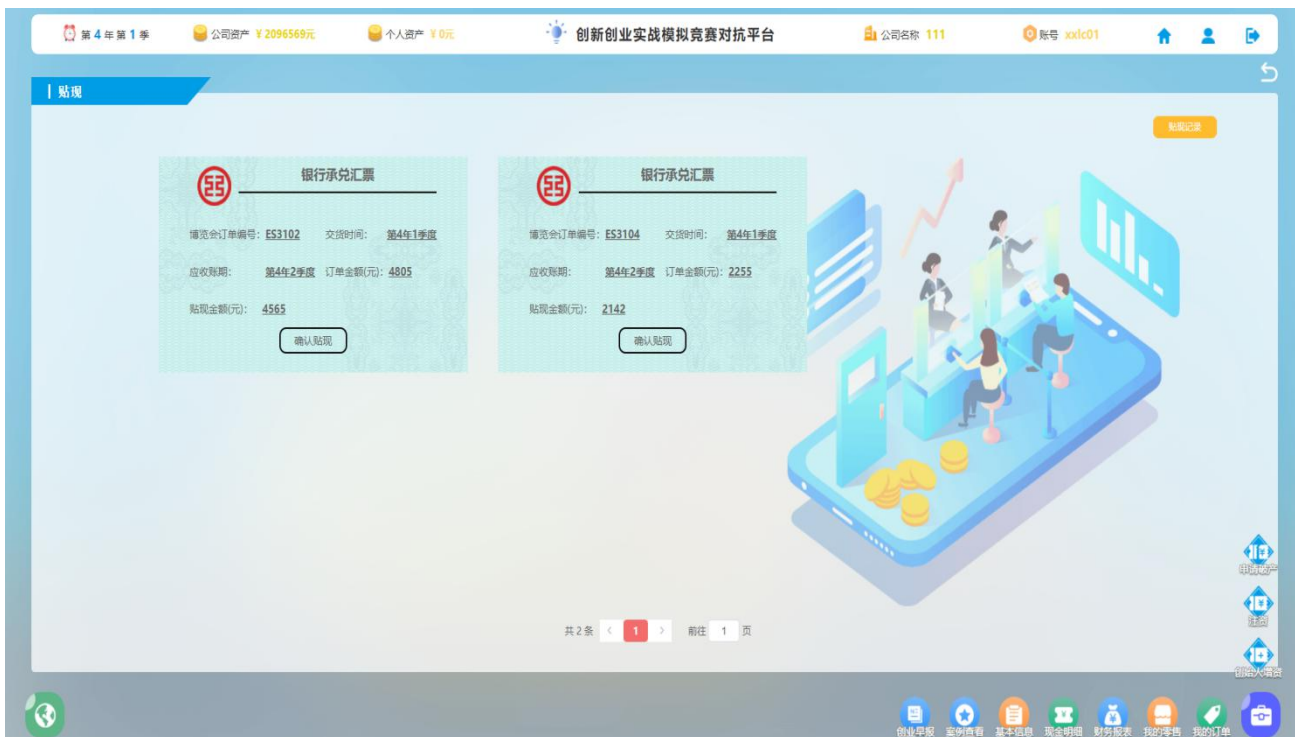 第 4 年 第 1 季 公司资产 ¥ 2096569元 个人资产 ¥ 0元 创新创业实战模拟竞赛对抗平台 公司名称 111 账号 xxlc01
贴现
贴现记录
银行承兑汇票
博览会订单编号: ES3102 交货时间: 第4年1季度
应收账期: 第4年2季度 订单金额(元): 4805
贴现金额(元): 4565
确认贴现
银行承兑汇票
博览会订单编号: ES3104 交货时间: 第4年1季度
应收账期: 第4年2季度 订单金额(元): 2255
贴现金额(元): 2142
确认贴现
申请破产
注资
创始人增资
共 2 条 < 1 > 前往 1 页
创业早报 案例查看 基本信息 现金明细 财务报表 我的零售 我的订单